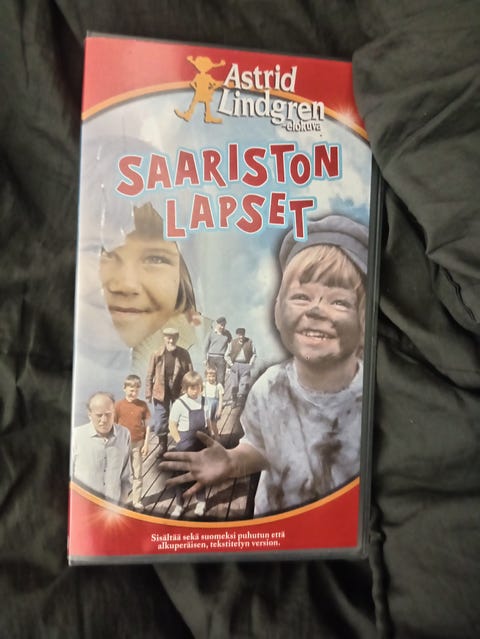 Astrid
Lindgren
-elokuva
SAARISTON
LAPSET
Sisältää sekä suomeksi puhutun että
alkuperäisen, tekstitetyn version.